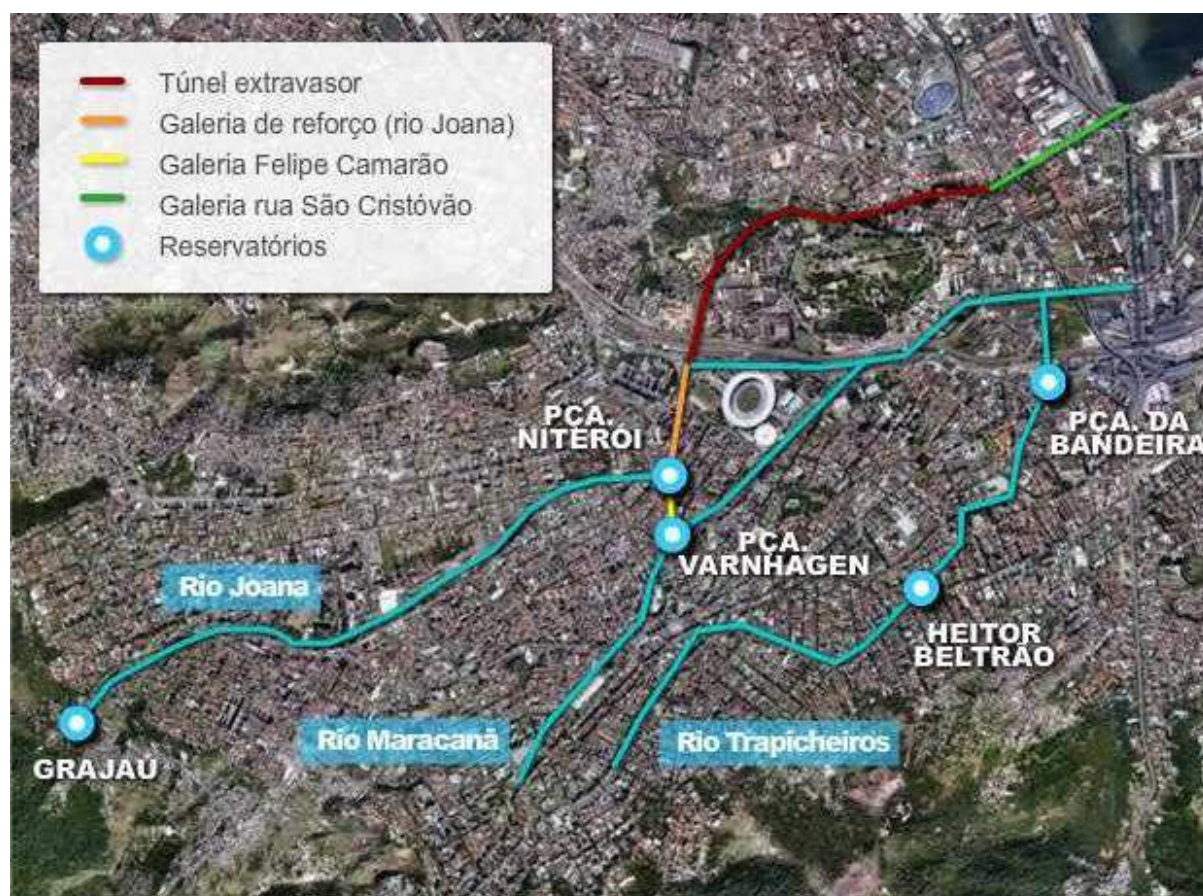 Túnel extravasor
Galeria de reforço (rio Joana)
Galeria Felipe Camarão
Galeria rua São Cristóvão
Reservatórios
PÇA.
NITERÓI
PÇA. DA
BANDEIRA
PÇA.
VARNHAGEN
Rio Joana
HEITOR
BELTRÃO
Rio Maracanã
Rio Trapicheiros
GRAJAÚ